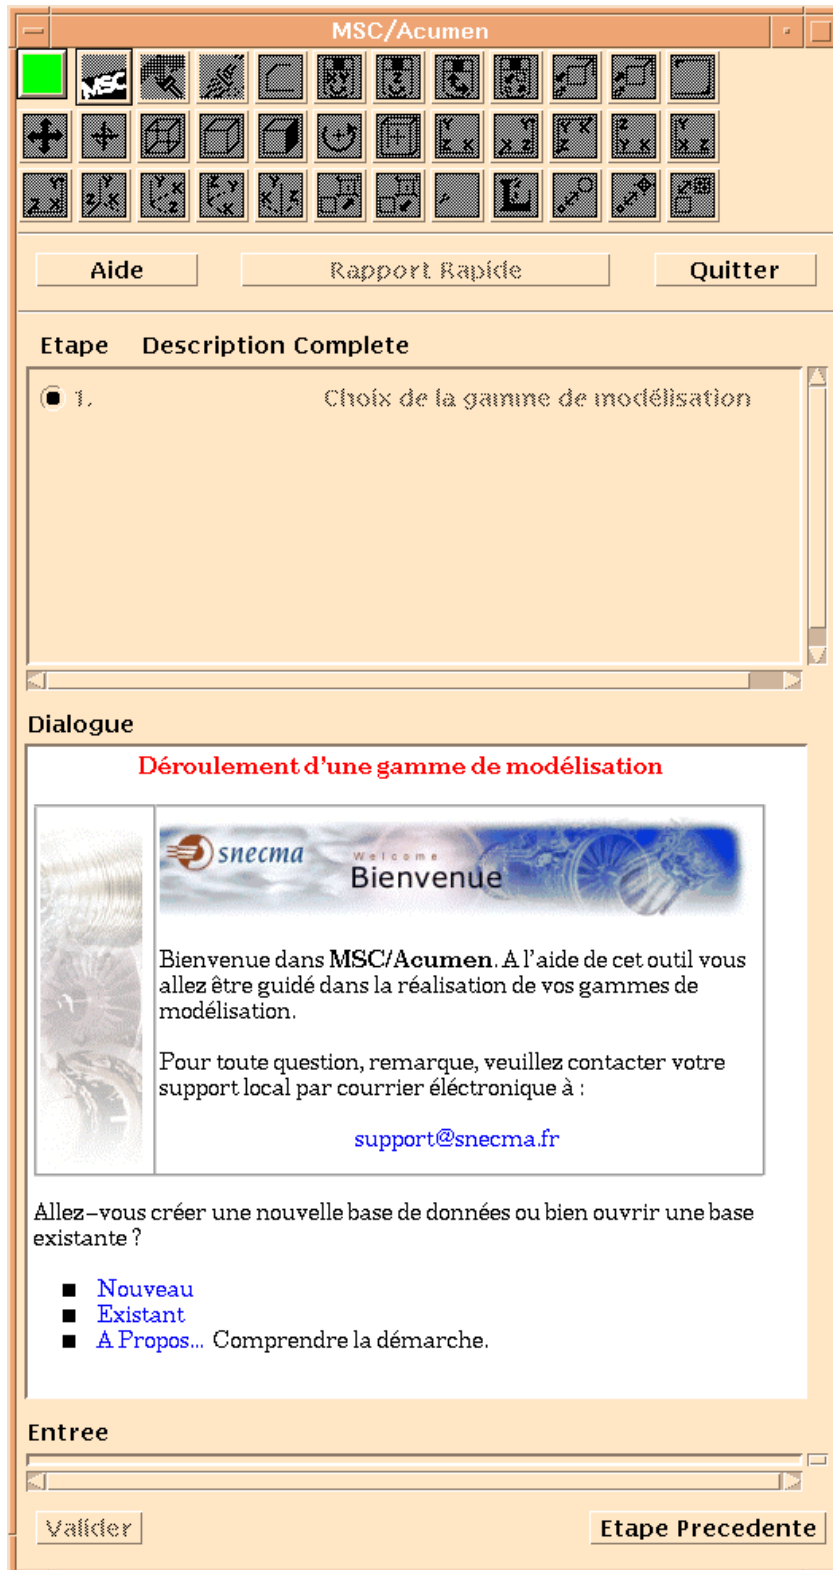 MSC/Acumen
MSC
Aide Rapport Rapide Quitter
Etape Description Complete
1. Choix de la gamme de modélisation
Dialogue
Déroulement d'une gamme de modélisation
snecma
Welcome
Bienvenue
Bienvenue dans MSC/Acumen. A l'aide de cet outil vous
allez être guidé dans la réalisation de vos gammes de
modélisation.
Pour toute question, remarque, veuillez contacter votre
support local par courrier éléctronique à :
support@snecma.fr
Allez-vous créer une nouvelle base de données ou bien ouvrir une base
existante ?
Nouveau
Existant
A Propos... Comprendre la démarche.
Entree
Valider Etape Precedente